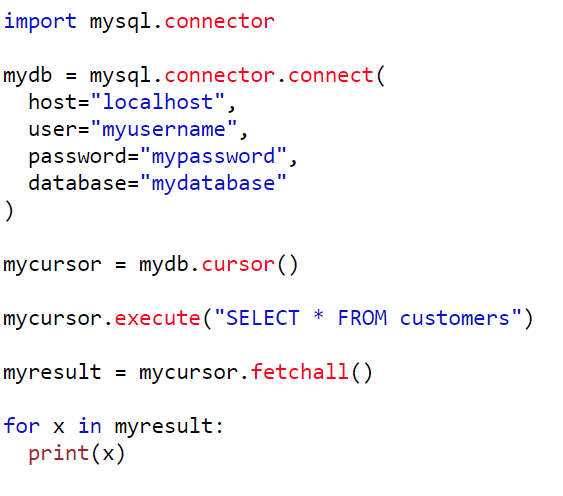 import mysql.connector
mydb = mysql.connector.connect(
  host="localhost",
  user="myusername",
  password="mypassword",
  database="mydatabase"
)
mycursor = mydb.cursor()
mycursor.execute("SELECT * FROM customers")
myresult = mycursor.fetchall()
for x in myresult:
  print(x)